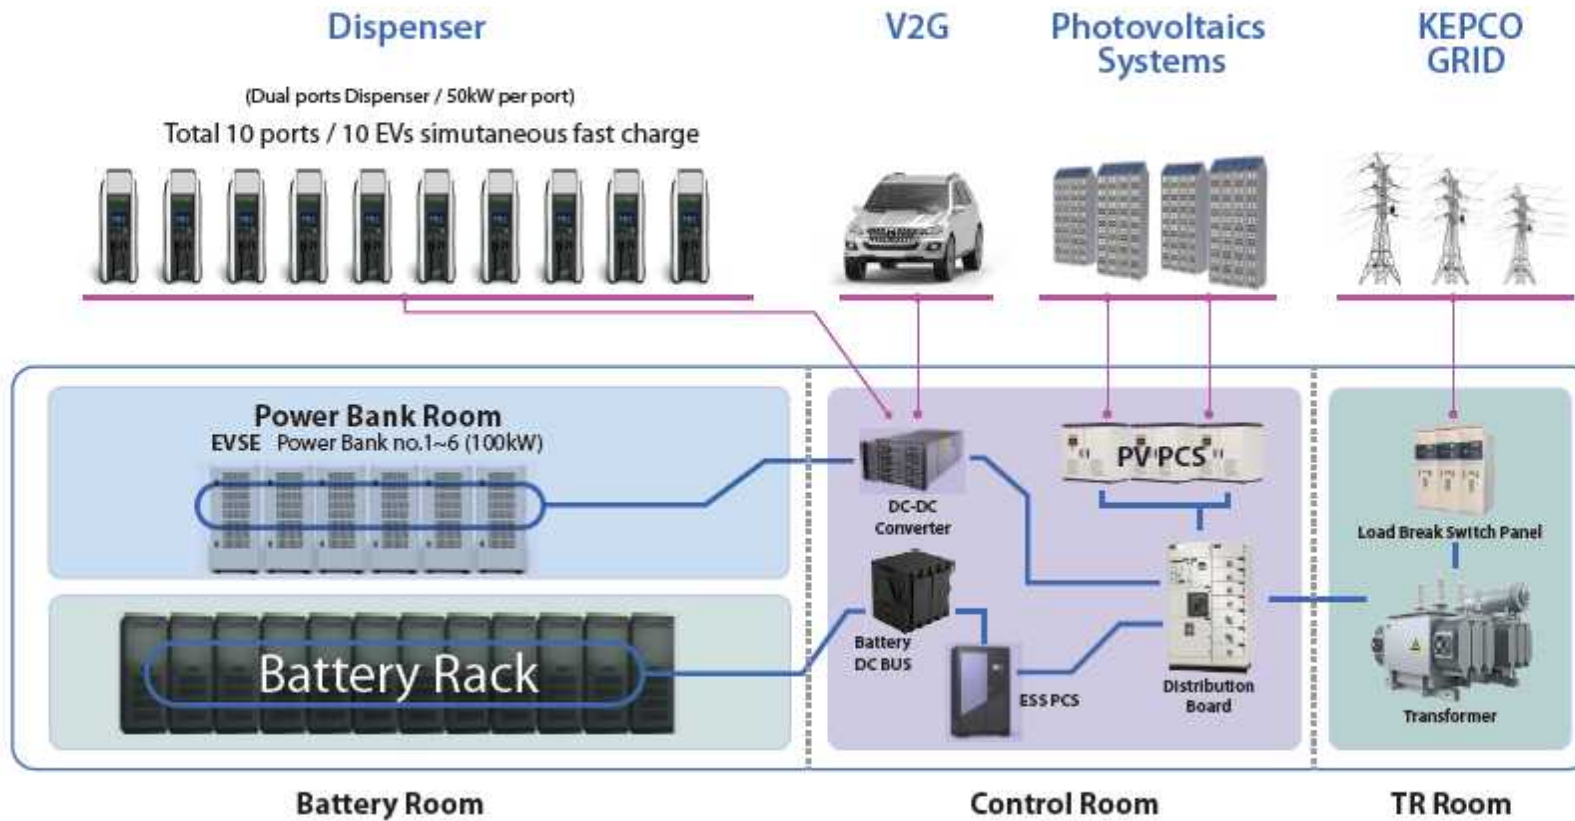 Dispenser
(Dual ports Dispenser / 50kW per port)
Total 10 ports / 10 EVs simutaneous fast charge
V2G
Photovoltaics
Systems
KEPCO
GRID
Power Bank Room
EVSE Power Bank no.1~6 (100kW)
Battery Rack
DC-DC
Converter
Battery
DC BUS
ESS PCS
PV PCS
Distribution
Board
Load Break Switch Panel
Transformer
Battery Room
Control Room
TR Room